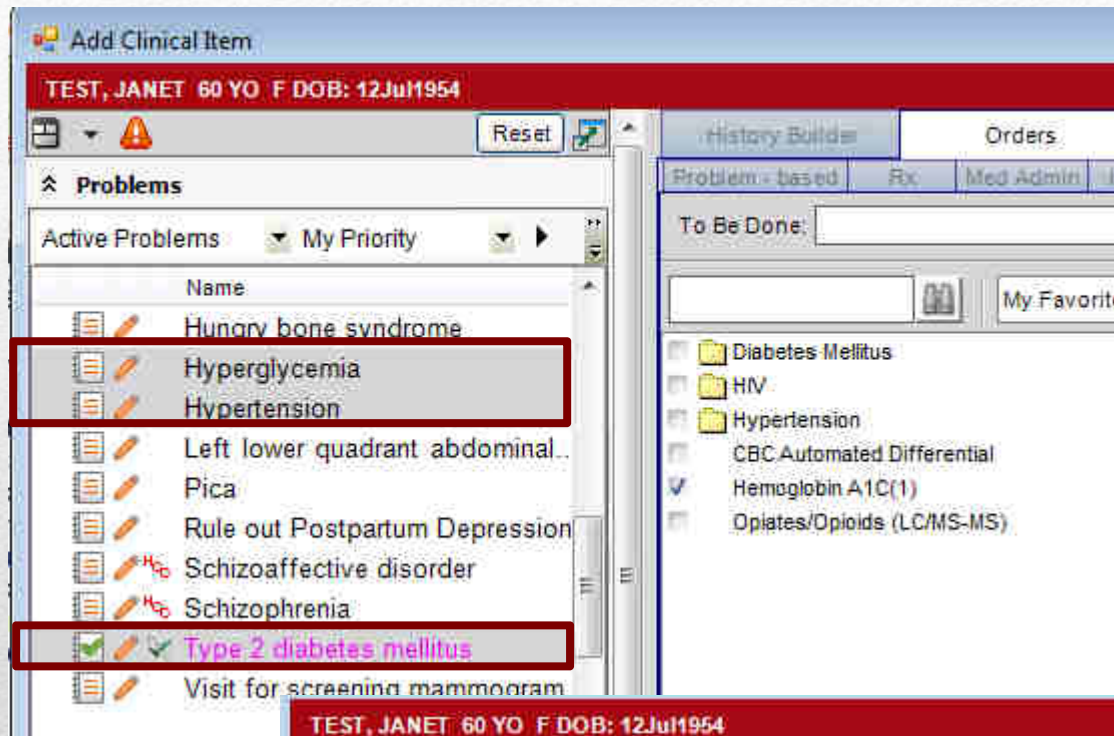 Add Clinical Item
TEST, JANET 60 YO F DOB: 12Jul1954
Reset
Problems
Active Problems
My Priority
Name
Hungry bone syndrome
Hyperglycemia
Hypertension
Left lower quadrant abdominal..
Pica
Rule out Postpartum Depression
HCC Schizoaffective disorder
HCC Schizophrenia
Type 2 diabetes mellitus
Visit for screening mammogram
History Builder
Orders
Problem - based
Rx
Med Admin
To Be Done:
My Favorit
Diabetes Mellitus
HIV
Hypertension
CBC Automated Differential
Hemoglobin A1C(1)
Opiates/Opioids (LC/MS-MS)
TEST, JANET 60 YO F DOB: 12Jul1954